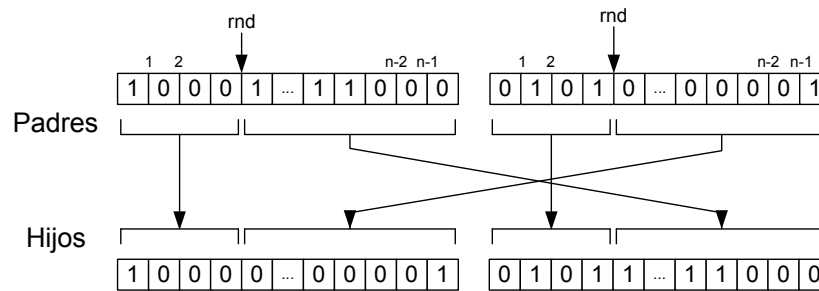 rnd rnd
1 2 n-2 n-1 1 2 n-2 n-1
1 0 0 0 1 ... 1 1 0 0 0 0 1 0 1 0 ... 0 0 0 0 1
Padres
Hijos
1 0 0 0 0 ... 0 0 0 0 1 0 1 0 1 1 ... 1 1 0 0 0